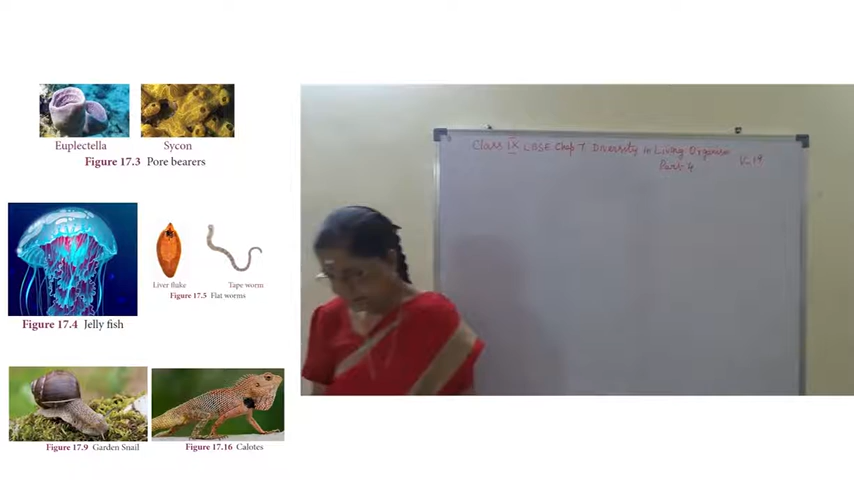 Euplectella Sycon
Figure 17.3 Pore bearers
Liver fluke Tape worm
Figure 17.5 Flat worms
Figure 17.4 Jelly fish
Figure 17.9 Garden Snail
Figure 17.16 Calotes
Class IX CBSE Chap 7 Diversity in Living Organism
Part 4